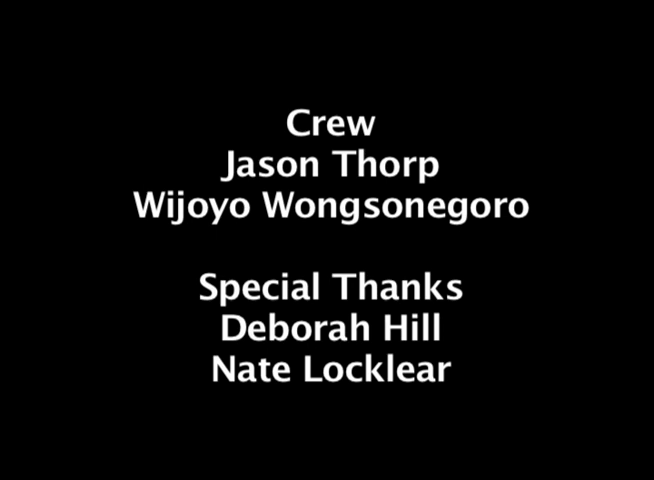 Crew
Jason Thorp
Wijoyo Wongsonegoro
Special Thanks
Deborah Hill
Nate Locklear